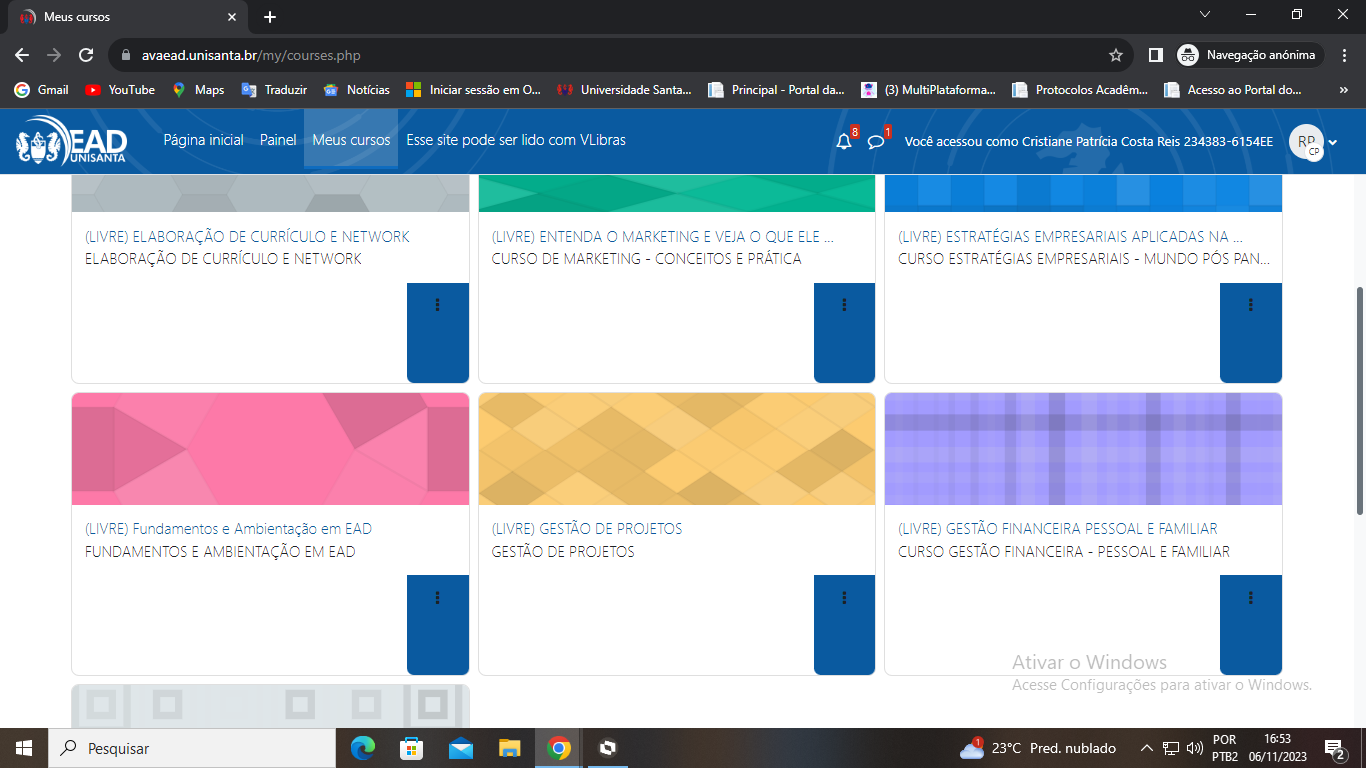 Meus cursos
avaead.unisanta.br/my/courses.php
Navegação anónima
Gmail
YouTube
Maps
Traduzir
Notícias
Iniciar sessão em O...
Universidade Santa...
Principal - Portal da...
(3) MultiPlataforma...
Protocolos Acadêm...
Acesso ao Portal do...
»
EAD
UNISANTA
Página inicial
Painel
Meus cursos
Esse site pode ser lido com VLibras
8
1
Você acessou como Cristiane Patrícia Costa Reis 234383-6154EE
RP
CP
(LIVRE) ELABORAÇÃO DE CURRÍCULO E NETWORK
ELABORAÇÃO DE CURRÍCULO E NETWORK
(LIVRE) ENTENDA O MARKETING E VEJA O QUE ELE ...
CURSO DE MARKETING - CONCEITOS E PRÁTICA
(LIVRE) ESTRATÉGIAS EMPRESARIAIS APLICADAS NA ...
CURSO ESTRATÉGIAS EMPRESARIAIS - MUNDO PÓS PAN...
(LIVRE) Fundamentos e Ambientação em EAD
FUNDAMENTOS E AMBIENTAÇÃO EM EAD
(LIVRE) GESTÃO DE PROJETOS
GESTÃO DE PROJETOS
(LIVRE) GESTÃO FINANCEIRA PESSOAL E FAMILIAR
CURSO GESTÃO FINANCEIRA - PESSOAL E FAMILIAR
Ativar o Windows
Acesse Configurações para ativar o Windows.
Pesquisar
1
23°C Pred. nublado
POR
PTB2
16:53
06/11/2023
2